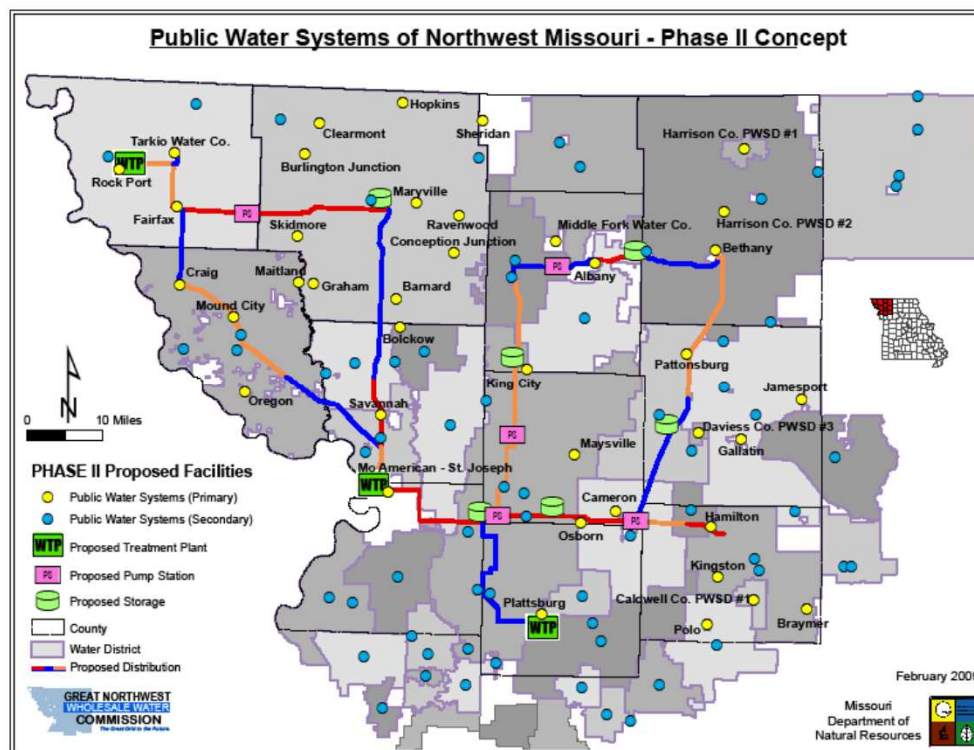 Public Water Systems of Northwest Missouri - Phase II Concept
Hopkins
Clearmont
Sheridan
Harrison Co. PWSD #1
Tarkio Water Co.
WTP
Burlington Junction
Rock Port
Maryville
Fairfax
PS
Skidmore
Ravenwood
Middle Fork Water Co.
Harrison Co. PWSD #2
Conception Junction
Bethany
PS
Albany
Craig
Maitland
Graham
Barnard
Mound City
Bolckow
King City
Pattonsburg
Jamesport
Oregon
Savannah
0
10 Miles
N
PS
Maysville
Daviess Co. PWSD #3
Gallatin
Mo American - St. Joseph
WTP
Cameron
PS
PS
Osborn
Hamilton
Kingston
Plattsburg
WTP
Caldwell Co. PWSD #1
Polo
Braymer
PHASE II Proposed Facilities
Public Water Systems (Primary)
Public Water Systems (Secondary)
WTP
Proposed Treatment Plant
PS
Proposed Pump Station
Proposed Storage
County
Water District
Proposed Distribution
GREAT NORTHWEST
WHOLESALE WATER
COMMISSION
The Great Grid to the Future.
Missouri
Department of
Natural Resources